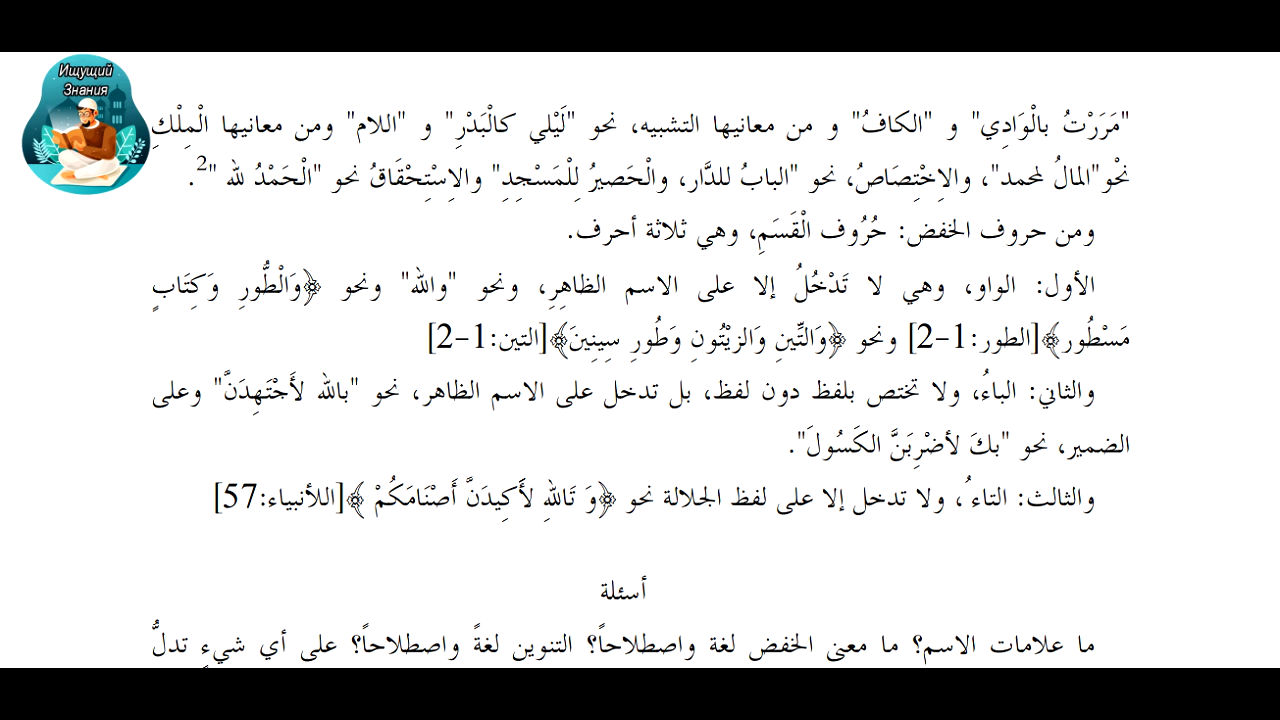 Ищущий
Знания
"مَرَرْتُ بالْوَادِي" و "الكافُ" و من معانيها التشبيه، نحو "لَيْلي كالْبَدْرِ" و "اللام" ومن معانيها الْمِلْكِ
نحْو"المالُ لمحمد"، والاِخْتِصَاصُ، نحو "البابُ للدَّار، والْحَصيرُ لِلْمَسْجِدِ" والاِسْتِحْقَاقُ نحو "الْحَمْدُ لله "2.
ومن حروف الخفض: حُرُوف الْقَسَمِ، وهي ثلاثة أحرف.
الأول: الواو، وهي لا تَدْخُلُ إلا على الاسم الظاهِرِ، ونحو "والله" ونحو ﴿وَالْطُّورِ وَكِتَابٍ
مَسْطُور﴾[الطور:1-2] ونحو ﴿وَالتِّينِ وَالزيْتُونِ وَطُورِ سِينِينَ﴾[التين:1-2]
والثاني: الباءُ، ولا تختص بلفظ دون لفظ، بل تدخل على الاسم الظاهر، نحو "بالله لأَجْتَهِدَنَّ" وعلى
الضمير، نحو "بكَ لأضْرِبَنَّ الكَسُولَ".
والثالث: التاءُ، ولا تدخل إلا على لفظ الجلالة نحو ﴿وَ تَاللهِ لأَكِيدَنَّ أَصْنَامَكُمْ ﴾[اللأنبياء:57]
أسئلة
ما علامات الاسم؟ ما معنى الخفض لغة واصطلاحاً؟ التنوين لغةً واصطلاحاً؟ على أي شيءٍ تدلُّ